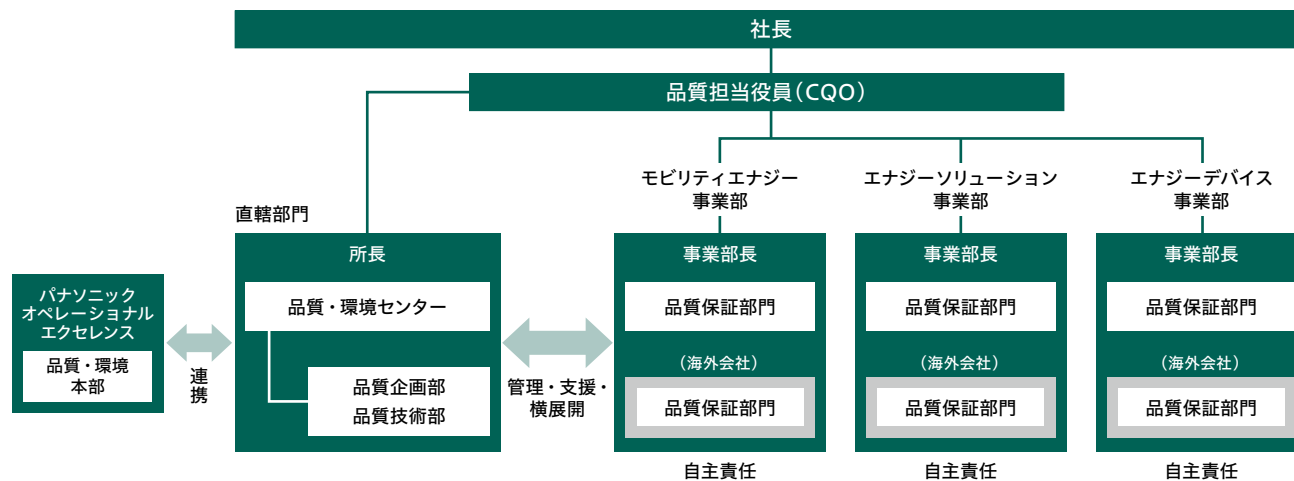 社長
品質担当役員（CQO）
モビリティエナジー
事業部
エナジーソリューション
事業部
エナジーデバイス
事業部
直轄部門
パナソニック
オペレーショナル
エクセレンス
品質・環境
本部
連携
所長
品質・環境センター
品質企画部
品質技術部
管理・支援・
横展開
事業部長
品質保証部門
（海外会社）
品質保証部門
自主責任
事業部長
品質保証部門
（海外会社）
品質保証部門
自主責任
事業部長
品質保証部門
（海外会社）
品質保証部門
自主責任